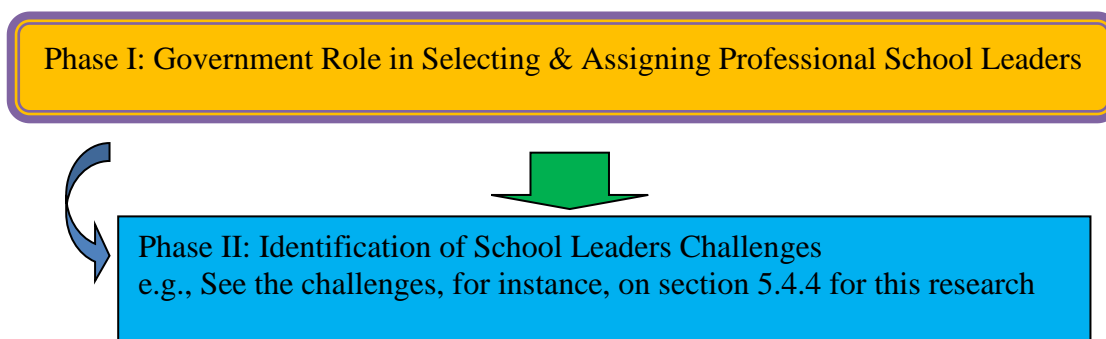 Phase I: Government Role in Selecting & Assigning Professional School Leaders
Phase II: Identification of School Leaders Challenges
e.g., See the challenges, for instance, on section 5.4.4 for this research